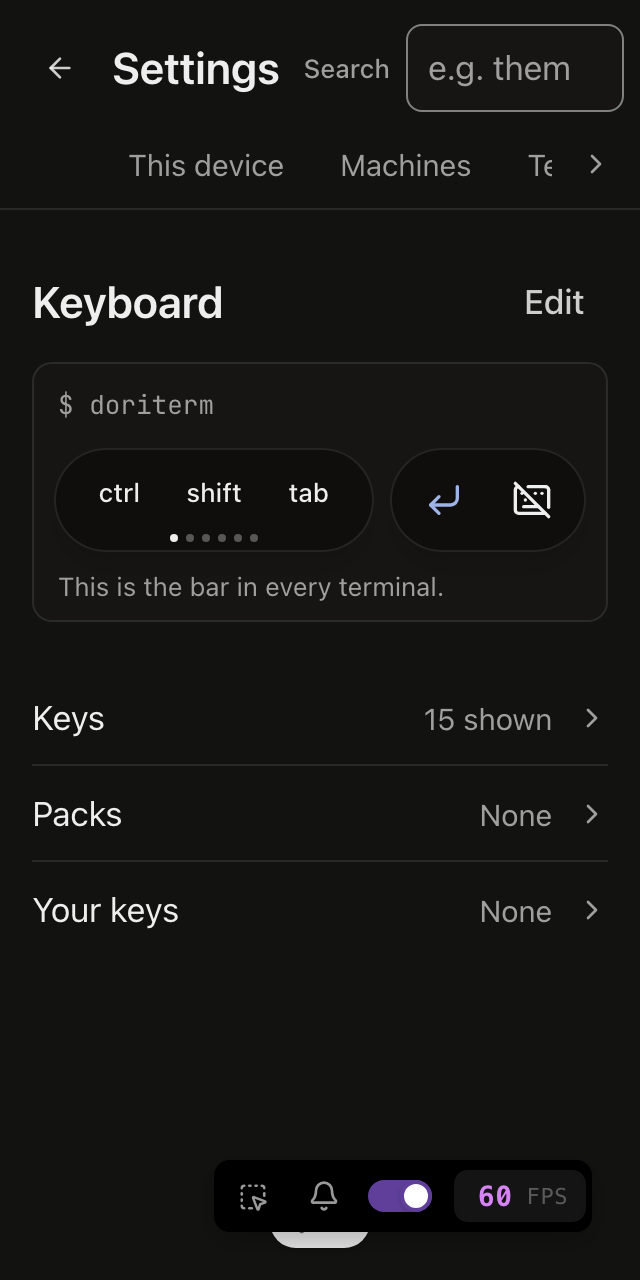 Settings
Search
e.g. them
This device
Machines
Te
Keyboard
Edit
$ doriterm
ctrl
shift
tab
This is the bar in every terminal.
Keys
15 shown
Packs
None
Your keys
None
60 FPS